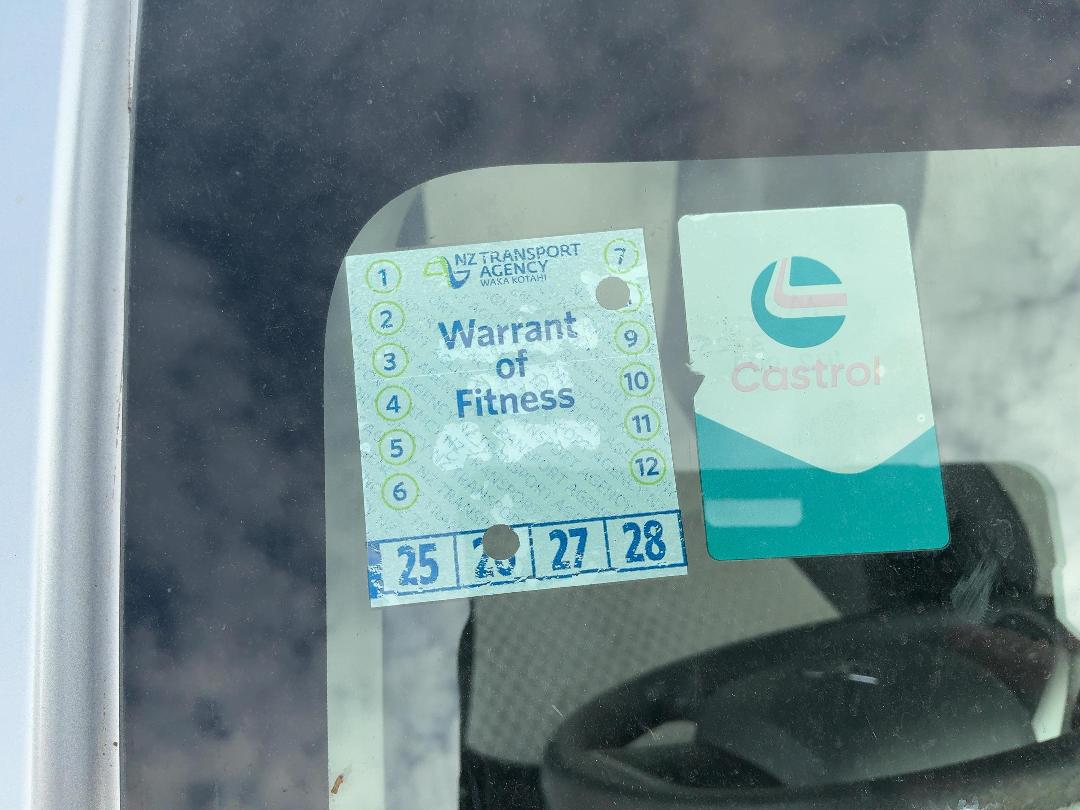 NZ TRANSPORT
AGENCY
WAKA KOTAHI
Warrant
of
Fitness
1
2
3
4
5
6
7
9
10
11
12
25 26 27 28
Castrol